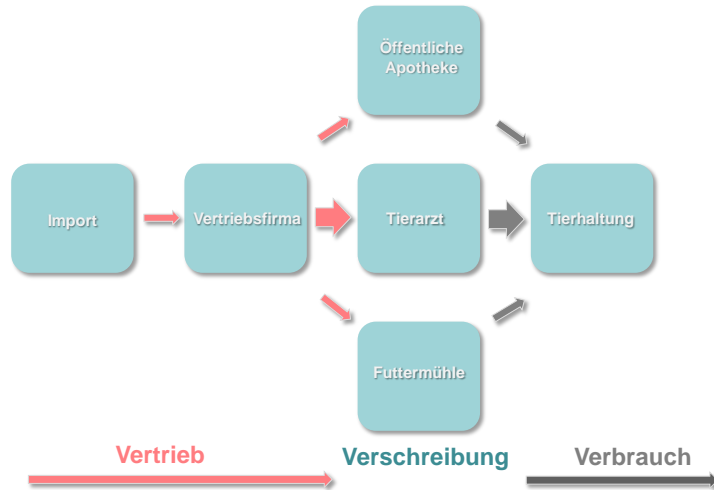 Öffentliche
Apotheke
Import
Vertriebsfirma
Tierarzt
Tierhaltung
Futtermühle
Vertrieb
Verschreibung
Verbrauch